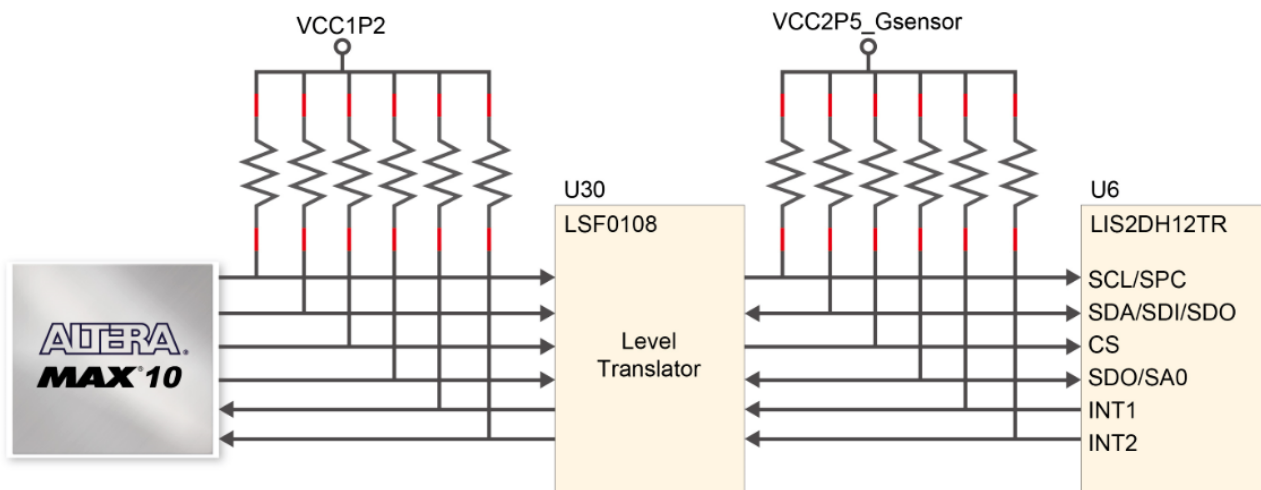 VCC1P2
VCC2P5_Gsensor
U30
LSF0108
U6
LIS2DH12TR
SCL/SPC
SDA/SDI/SDO
CS
SDO/SA0
INT1
INT2
Level
Translator
ALTERA®
MAX®10